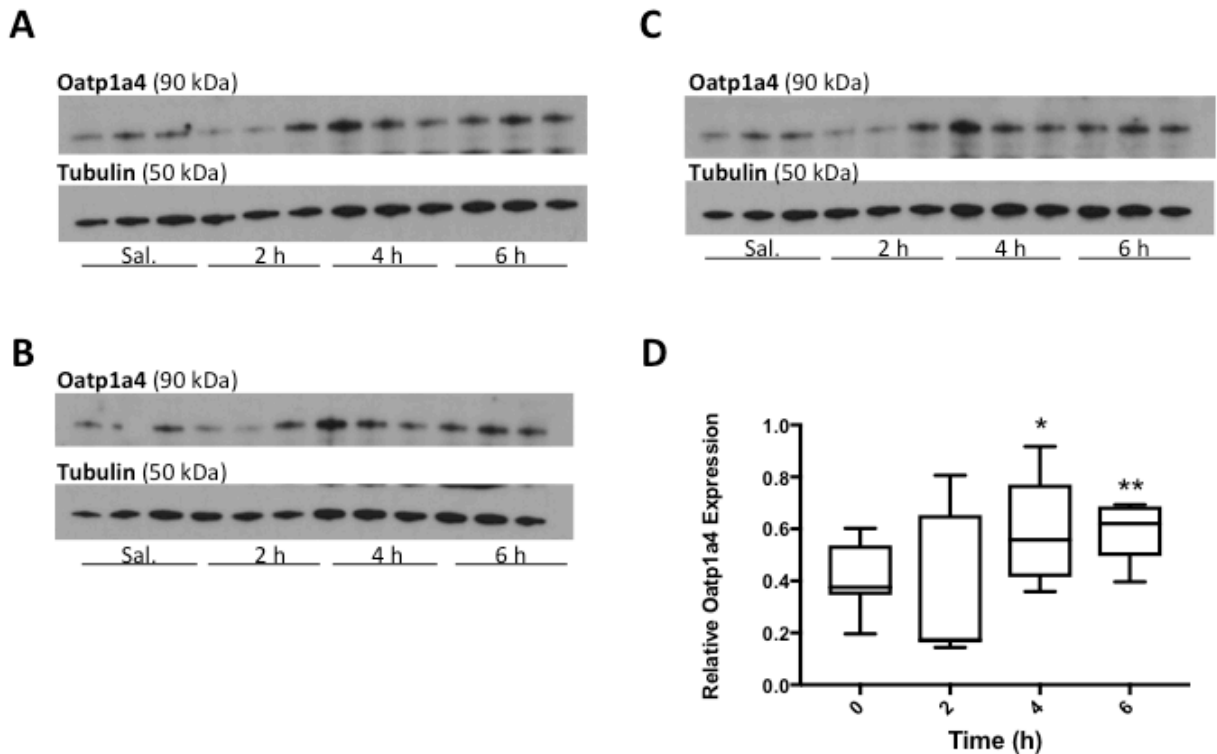 A
Oatp1a4 (90 kDa)
Tubulin (50 kDa)
Sal. 2 h 4 h 6 h
B
Oatp1a4 (90 kDa)
Tubulin (50 kDa)
Sal. 2 h 4 h 6 h
C
Oatp1a4 (90 kDa)
Tubulin (50 kDa)
Sal. 2 h 4 h 6 h
D
Relative Oatp1a4 Expression
1.0
0.8
0.6
0.4
0.2
0.0
*
**
0 2 4 6
Time (h)